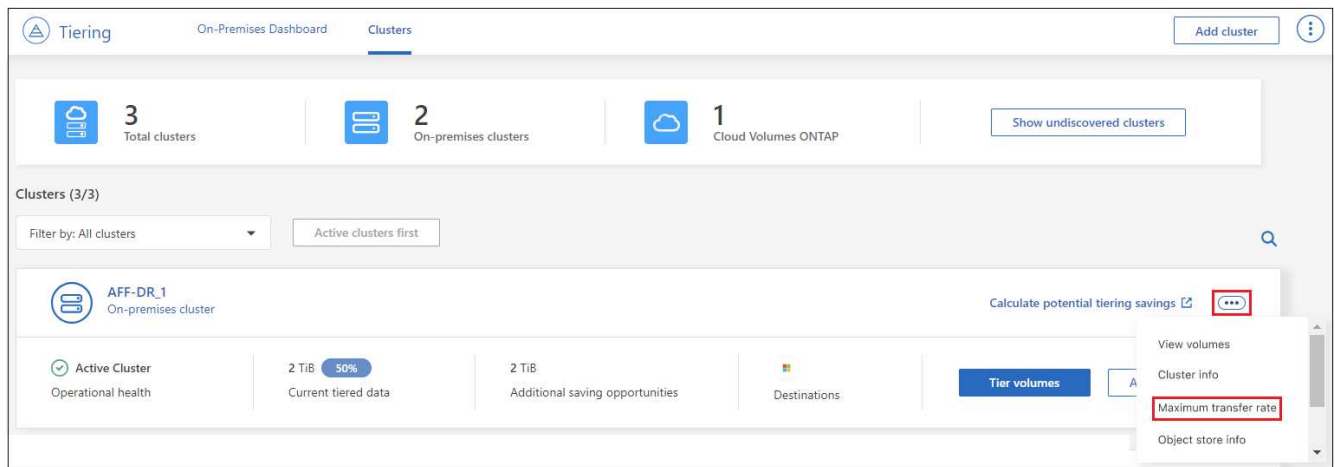 Tiering
On-Premises Dashboard
Clusters
Add cluster
3
Total clusters
2
On-premises clusters
1
Cloud Volumes ONTAP
Show undiscovered clusters
Clusters (3/3)
Filter by: All clusters
Active clusters first
AFF-DR_1
On-premises cluster
Calculate potential tiering savings
Active Cluster
Operational health
2 TiB 50%
Current tiered data
2 TiB
Additional saving opportunities
Destinations
Tier volumes
A
View volumes
Cluster info
Maximum transfer rate
Object store info